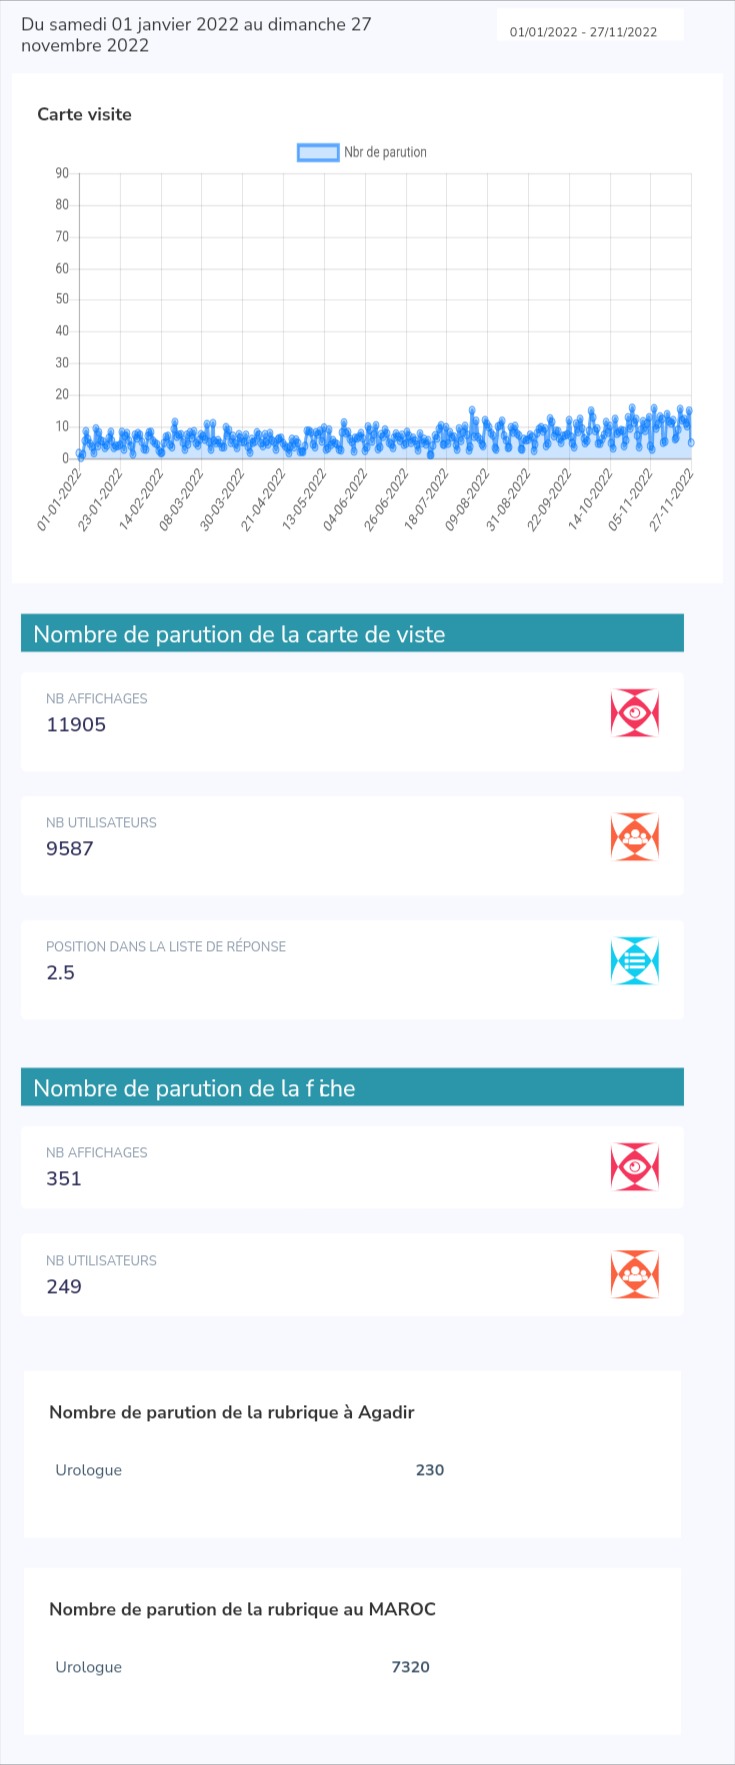 Du samedi 01 janvier 2022 au dimanche 27
novembre 2022
01/01/2022 - 27/11/2022
Carte visite
Nbr de parution
90
80
70
60
50
40
30
20
10
0
01-01-2022
23-01-2022
14-02-2022
08-03-2022
30-03-2022
21-04-2022
13-05-2022
04-06-2022
26-06-2022
18-07-2022
09-08-2022
31-08-2022
22-09-2022
14-10-2022
05-11-2022
27-11-2022
Nombre de parution de la carte de viste
NB AFFICHAGES
11905
NB UTILISATEURS
9587
POSITION DANS LA LISTE DE RÉPONSE
2.5
Nombre de parution de la fiche
NB AFFICHAGES
351
NB UTILISATEURS
249
Nombre de parution de la rubrique à Agadir
Urologue 230
Nombre de parution de la rubrique au MAROC
Urologue 7320